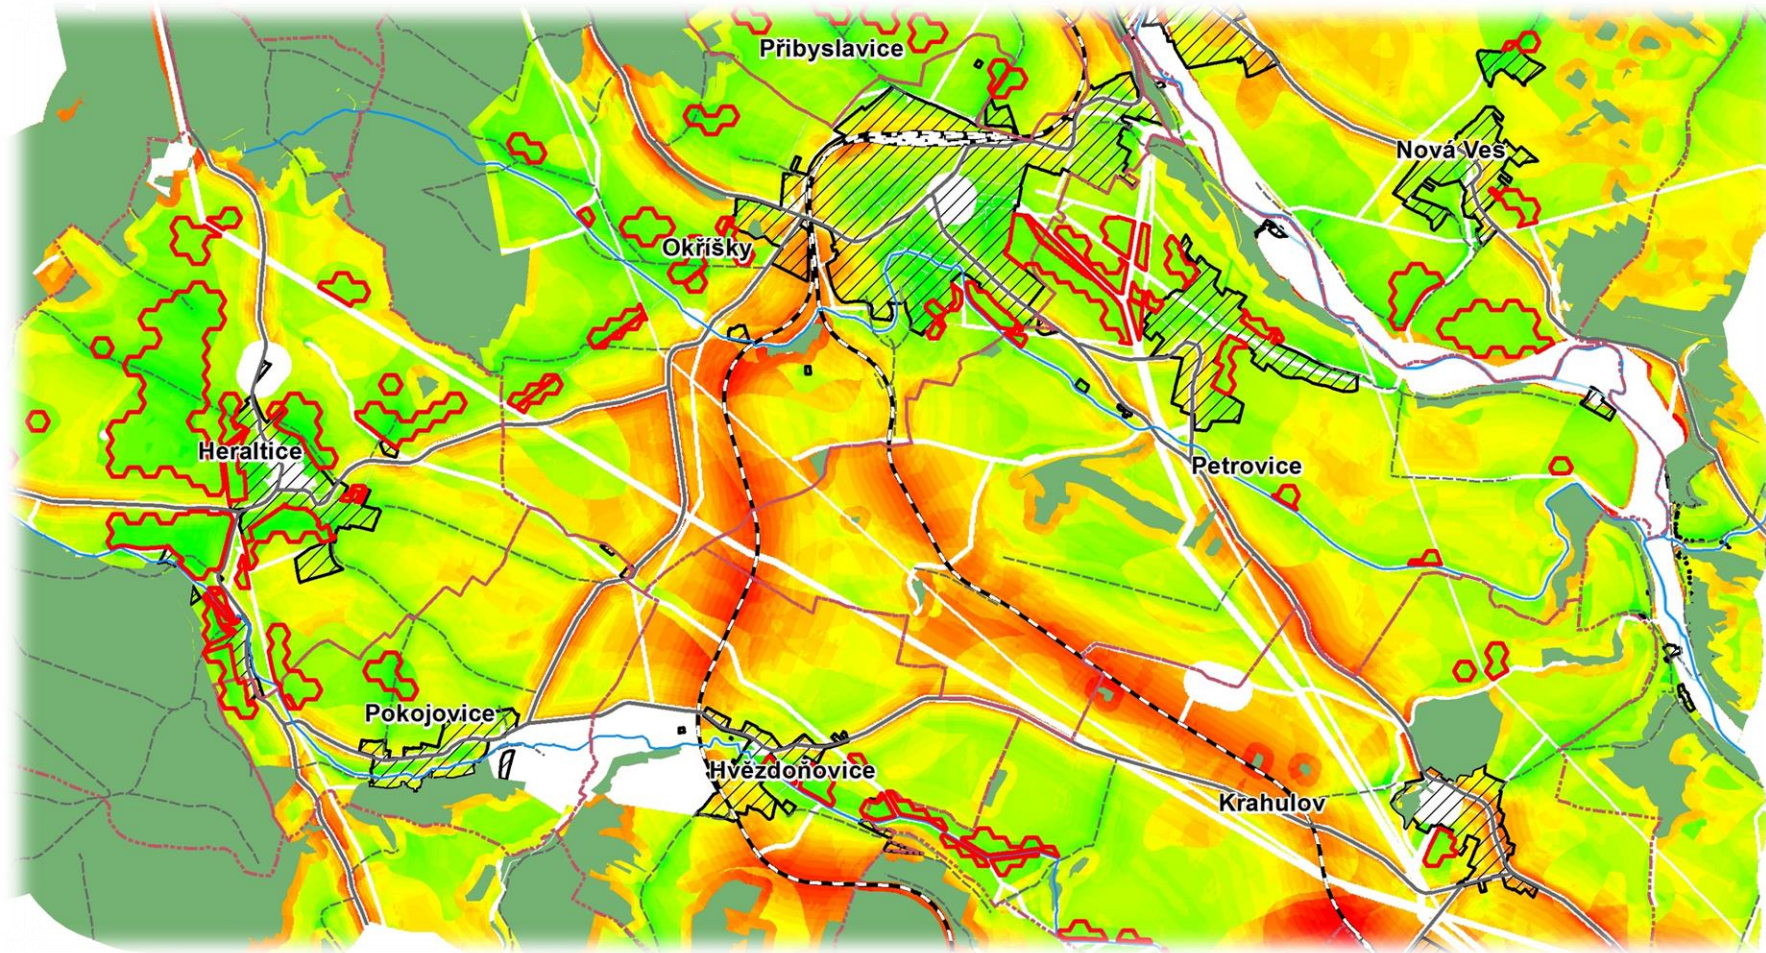 Přibyslavice
Nová Ves
Okříšky
Heraltice
Petrovice
Pokojovice
Hvězdoňovice
Krahulov